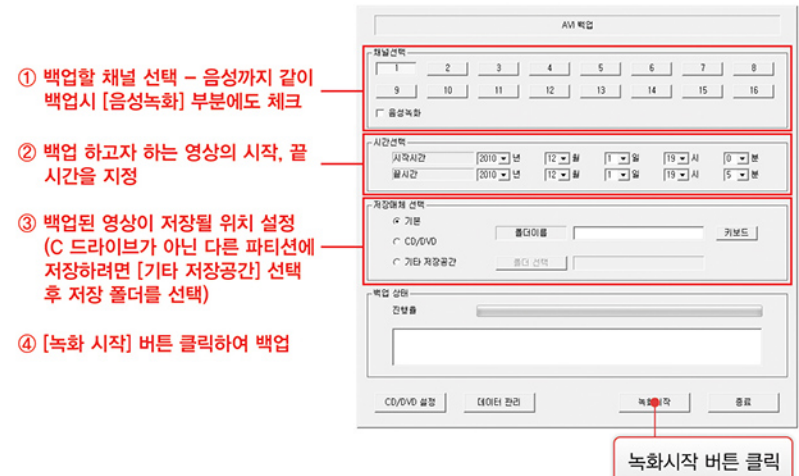 AVI 백업
① 백업할 채널 선택 – 음성까지 같이
백업시 [음성녹화] 부분에도 체크
채널선택
1 2 3 4 5 6 7 8
9 10 11 12 13 14 15 16
음성녹화
② 백업 하고자 하는 영상의 시작, 끝
시간을 지정
시간선택
시작시간 2010 년 12 월 1 일 19 시 0 분
끝시간 2010 년 12 월 1 일 19 시 5 분
③ 백업된 영상이 저장될 위치 설정
(C 드라이브가 아닌 다른 파티션에
저장하려면 [기타 저장공간] 선택
후 저장 폴더를 선택)
저장매체 선택
기본
CD/DVD
기타 저장공간
폴더이름
키보드
폴더 선택
④ [녹화 시작] 버튼 클릭하여 백업
백업 상태
진행율
CD/DVD 설정 데이터 관리 녹화시작 종료
녹화시작 버튼 클릭